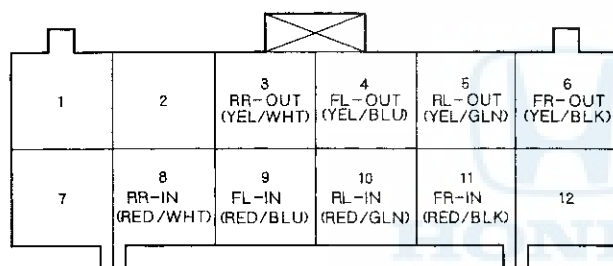 1
2
3
RR-OUT
(YEL/WHT)
4
FL-OUT
(YEL/BLU)
5
RL-OUT
(YEL/GLN)
6
FR-OUT
(YEL/BLK)
7
8
RR-IN
(RED/WHT)
9
FL-IN
(RED/BLU)
10
RL-IN
(RED/GLN)
11
FR-IN
(RED/BLK)
12
HON